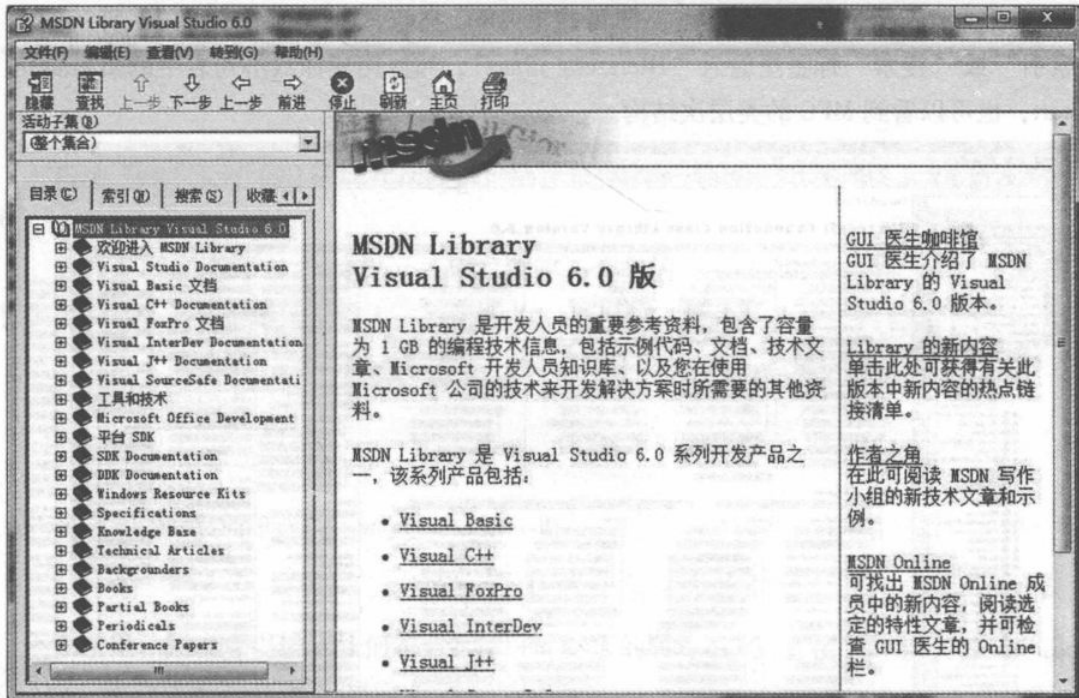 MSDN Library Visual Studio 6.0
文件(F) 编辑(E) 查看(V) 转到(G) 帮助(H)
隐藏 查找 上一步 下一步 上一步 前进 停止 刷新 主页 打印
活动子集(B)
(整个集合)
目录(C) 索引(N) 搜索(S) 收藏
MSDN Library Visual Studio 6.0
欢迎进入 MSDN Library
Visual Studio Documentation
Visual Basic 文档
Visual C++ Documentation
Visual FoxPro 文档
Visual InterDev Documentation
Visual J++ Documentation
Visual SourceSafe Documentati
工具和技术
Microsoft Office Development
平台 SDK
SDK Documentation
DDK Documentation
Windows Resource Kits
Specifications
Knowledge Base
Technical Articles
Backgrounders
Books
Partial Books
Periodicals
Conference Papers
msdn
MSDN Library
Visual Studio 6.0 版
MSDN Library 是开发人员的重要参考资料，包含了容量
为 1 GB 的编程技术信息，包括示例代码、文档、技术文
章、Microsoft 开发人员知识库、以及您在使用
Microsoft 公司的技术来开发解决方案时所需要的其他资
料。
MSDN Library 是 Visual Studio 6.0 系列开发产品之
一，该系列产品包括：
• Visual Basic
• Visual C++
• Visual FoxPro
• Visual InterDev
• Visual J++
GUI 医生咖啡馆
GUI 医生介绍了 MSDN
Library 的 Visual
Studio 6.0 版本。
Library 的新内容
单击此处可获得有关此
版本中新内容的热点链
接清单。
作者之角
在此可阅读 MSDN 写作
小组的新技术文章和示
例。
MSDN Online
可找出 MSDN Online 成
员中的新内容，阅读选
定的特性文章，并可检
查 GUI 医生的 Online
栏。